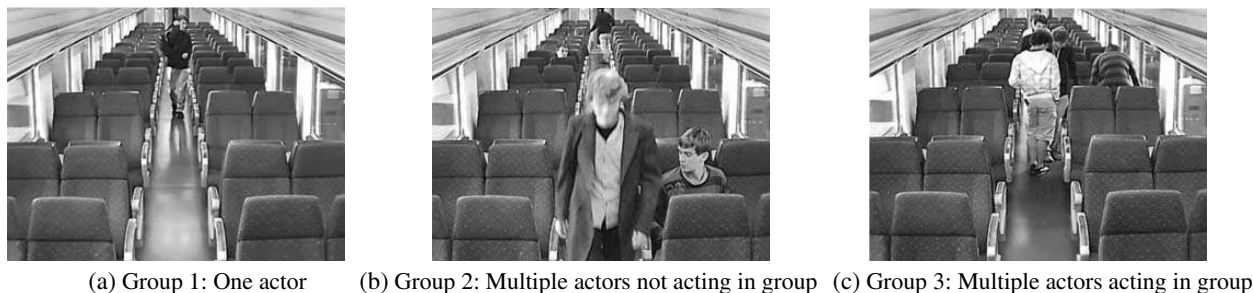 (a) Group 1: One actor
(b) Group 2: Multiple actors not acting in group
(c) Group 3: Multiple actors acting in group